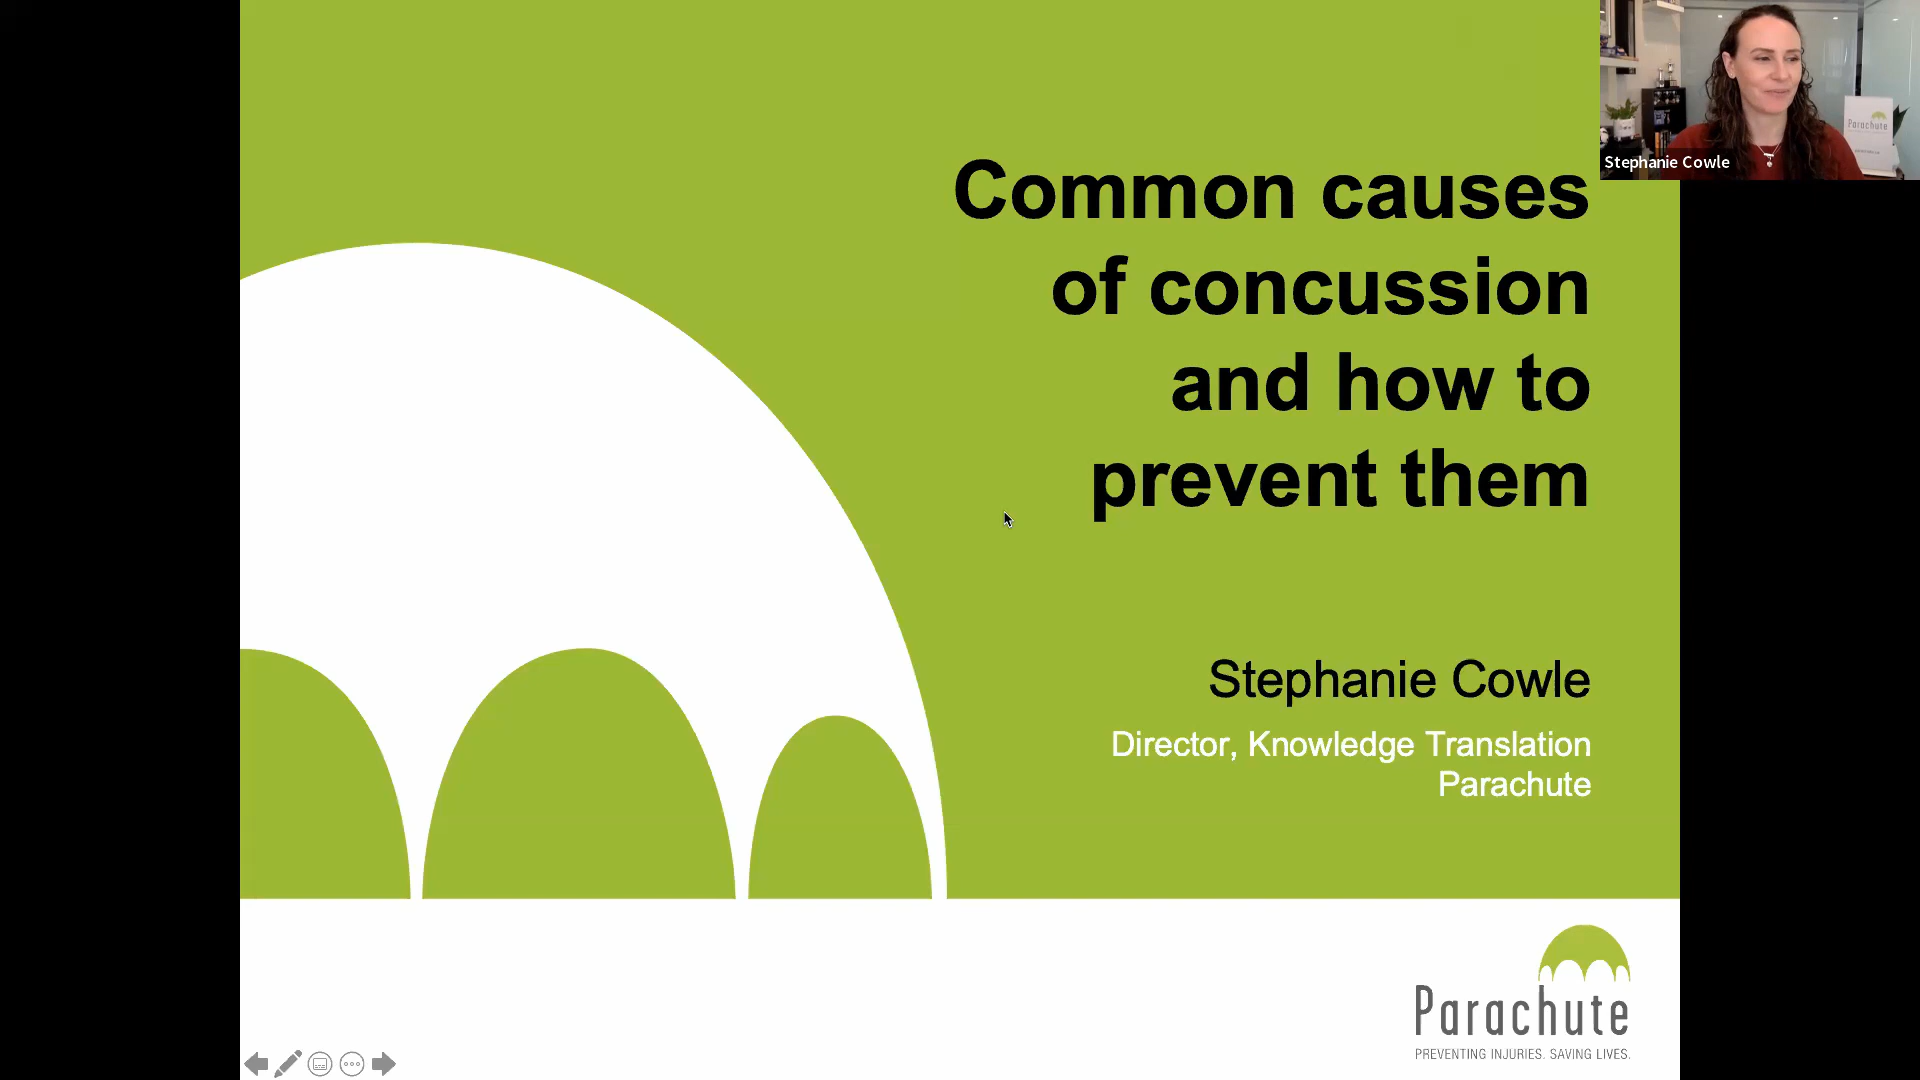 Common causes
of concussion
and how to
prevent them
Stephanie Cowle
Director, Knowledge Translation
Parachute
Parachute
PREVENTING INJURIES. SAVING LIVES.
Stephanie Cowle
Parachute